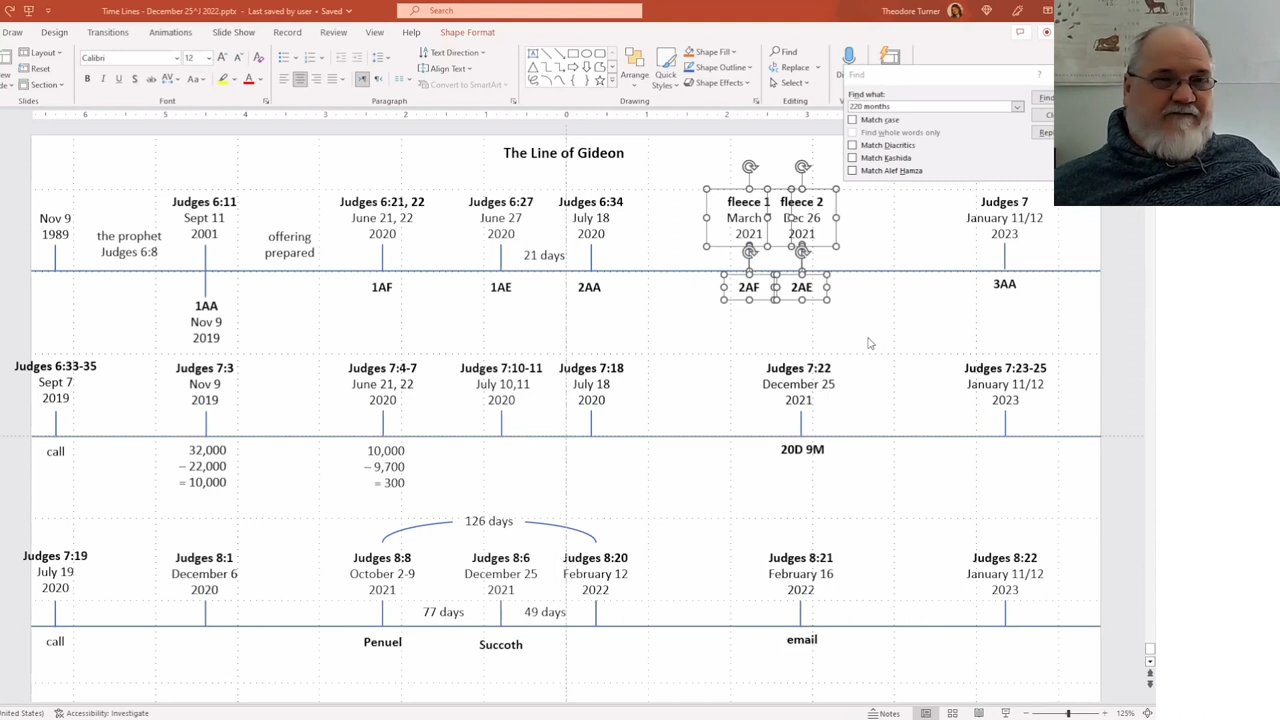 Time Lines - December 25^J 2022.pptx - Last saved by user • Saved
Search
Theodore Turner
Draw Design Transitions Animations Slide Show Record Review View Help Shape Format
Layout
Reset
Section
Slides
Calibri 12
Font
Text Direction
Align Text
Convert to SmartArt
Paragraph
Arrange
Quick
Styles
Shape Fill
Shape Outline
Shape Effects
Drawing
Find
Replace
Select
Editing
Find
Find what:
220 months
Match case
Find whole words only
Match Diacritics
Match Kashida
Match Alef Hamza
6 5 4 3 2 1 0 1 2 3
The Line of Gideon
Nov 9
1989
the prophet
Judges 6:8
Judges 6:11
Sept 11
2001
offering
prepared
Judges 6:21, 22
June 21, 22
2020
Judges 6:27
June 27
2020
21 days
Judges 6:34
July 18
2020
fleece 1
March
2021
fleece 2
Dec 26
2021
Judges 7
January 11/12
2023
1AA
Nov 9
2019
1AF
1AE
2AA
2AF
2AE
3AA
Judges 6:33-35
Sept 7
2019
Judges 7:3
Nov 9
2019
Judges 7:4-7
June 21, 22
2020
Judges 7:10-11
July 10,11
2020
Judges 7:18
July 18
2020
Judges 7:22
December 25
2021
Judges 7:23-25
January 11/12
2023
call
32,000
– 22,000
= 10,000
10,000
– 9,700
= 300
20D 9M
126 days
Judges 7:19
July 19
2020
Judges 8:1
December 6
2020
Judges 8:8
October 2-9
2021
77 days
Judges 8:6
December 25
2021
49 days
Judges 8:20
February 12
2022
Judges 8:21
February 16
2022
Judges 8:22
January 11/12
2023
call
Penuel
Succoth
email
United States)
Accessibility: Investigate
Notes
125%